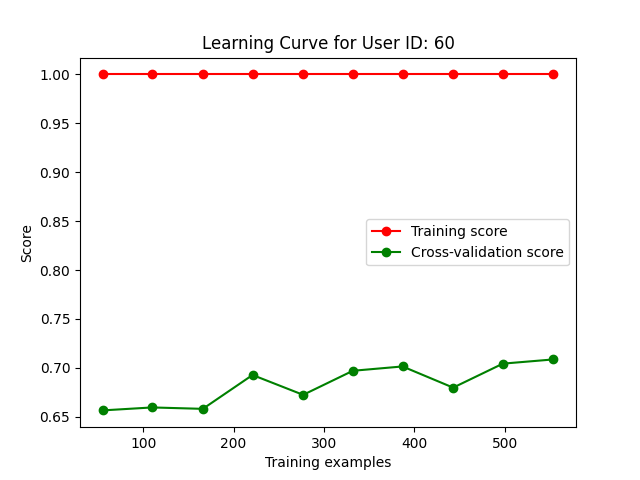 Learning Curve for User ID: 60
1.00
0.95
0.90
0.85
0.80
0.75
0.70
0.65
Score
Training score
Cross-validation score
100
200
300
400
500
Training examples